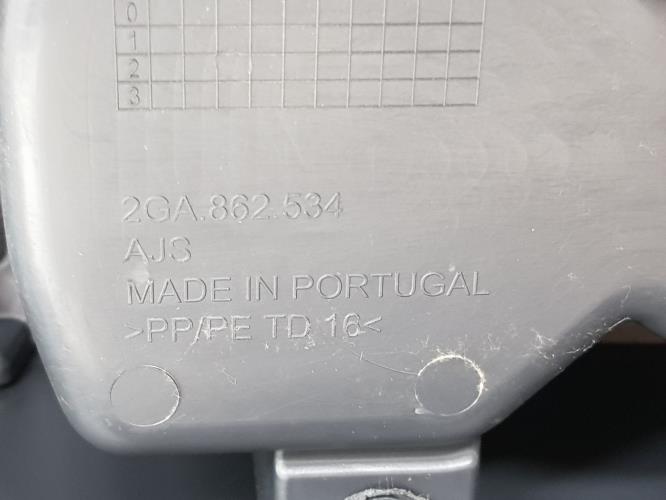 0
1
2
3
2GA.862.534
AJS
MADE IN PORTUGAL
>PP/PE TD 16<